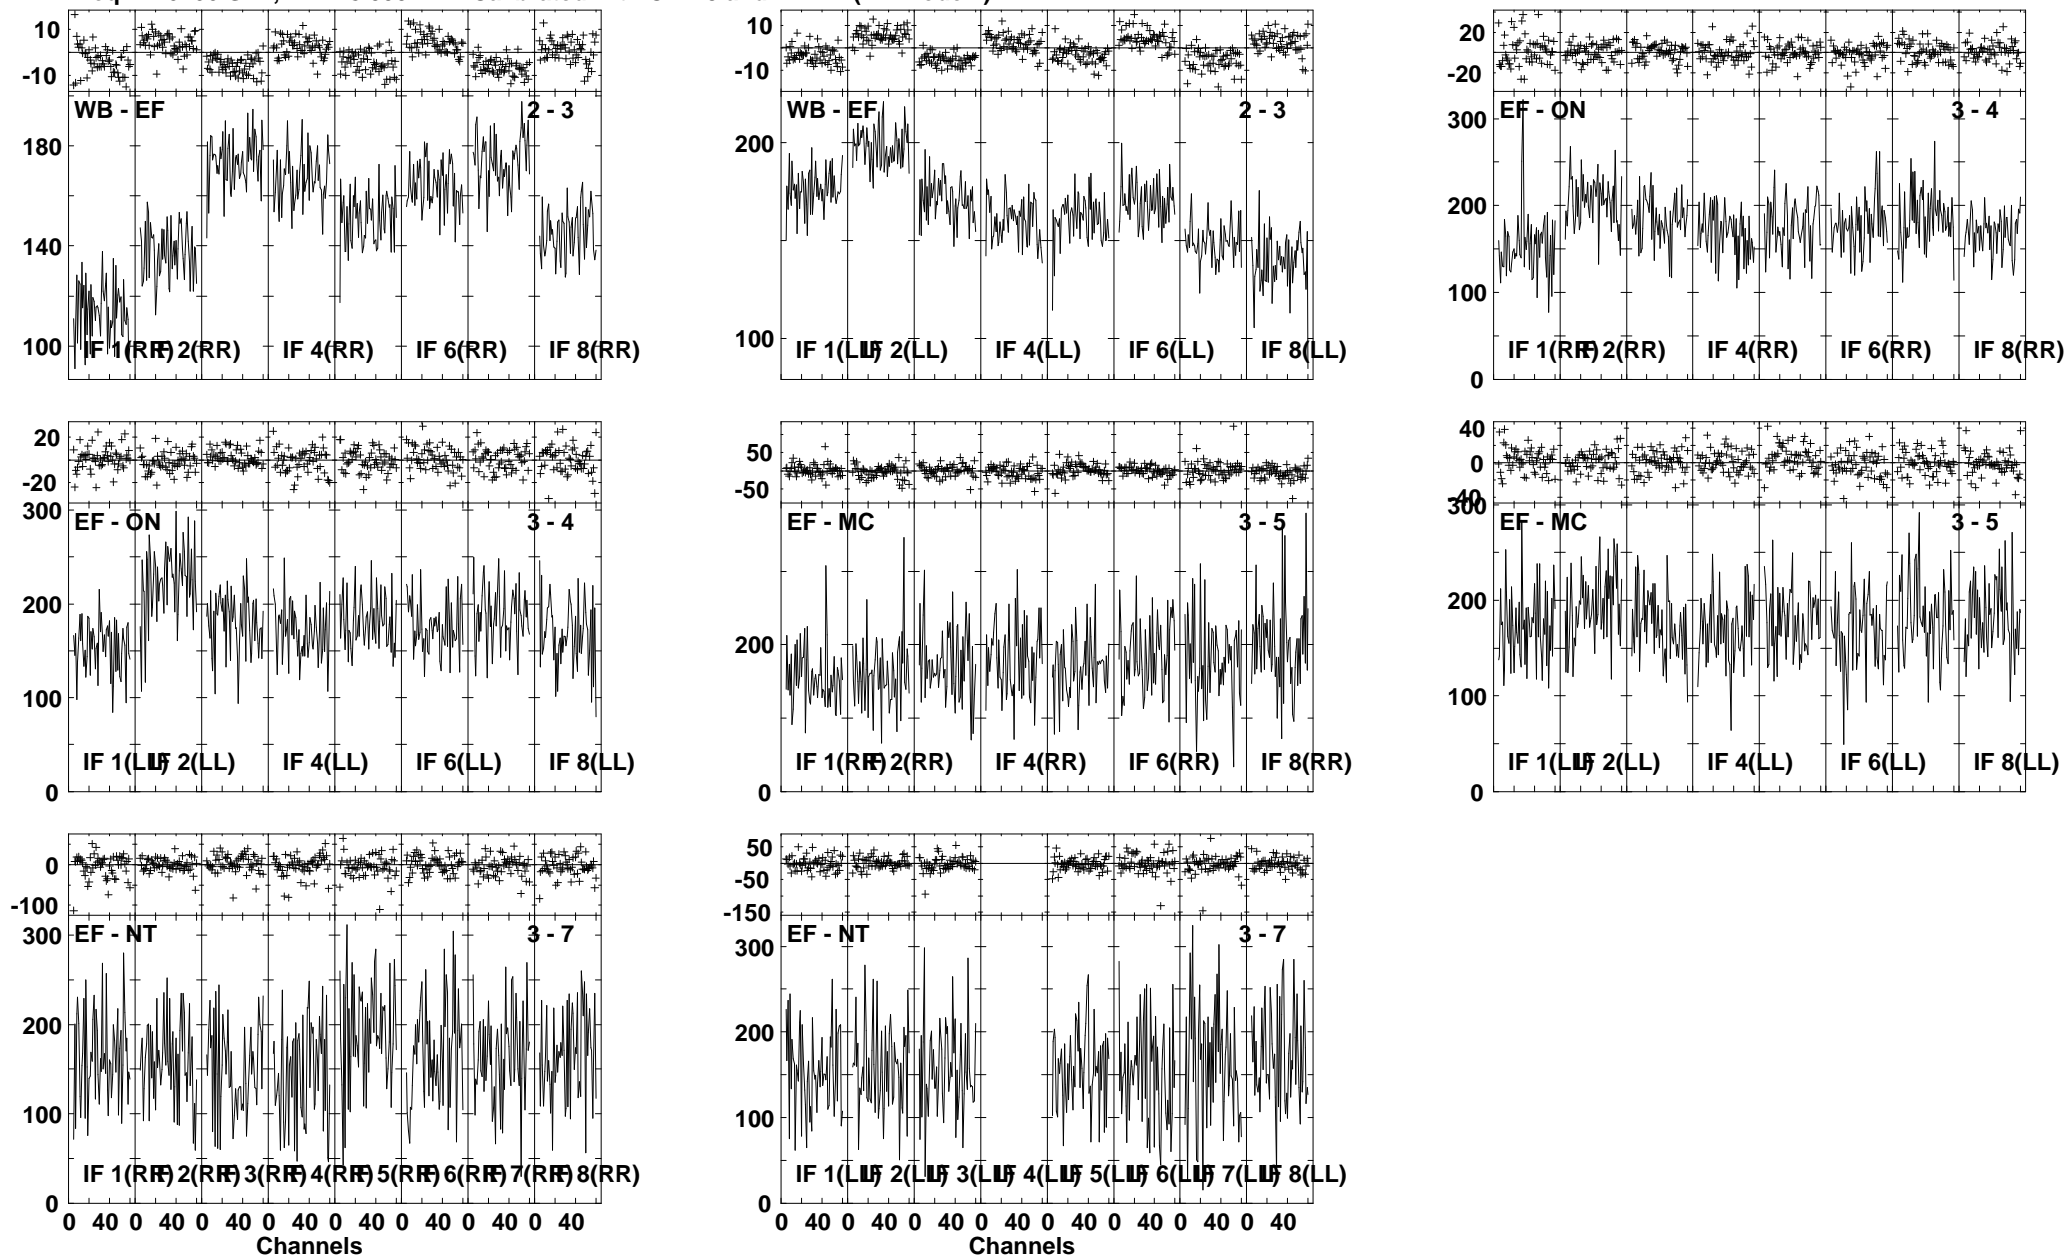 10
-10
WB - EF 2 - 3
180
140
100
IF 1(RR) IF 2(RR) IF 4(RR) IF 6(RR) IF 8(RR)
10
-10
WB - EF 2 - 3
200
100
IF 1(LL) IF 2(LL) IF 4(LL) IF 6(LL) IF 8(LL)
20
-20
EF - ON 3 - 4
300
200
100
0
IF 1(RR) IF 2(RR) IF 4(RR) IF 6(RR) IF 8(RR)
20
-20
300
EF - ON 3 - 4
200
100
0
IF 1(LL) IF 2(LL) IF 4(LL) IF 6(LL) IF 8(LL)
50
-50
EF - MC 3 - 5
200
0
IF 1(RR) IF 2(RR) IF 4(RR) IF 6(RR) IF 8(RR)
40
0
-40
300
EF - MC 3 - 5
200
100
0
IF 1(LL) IF 2(LL) IF 4(LL) IF 6(LL) IF 8(LL)
0
-100
300
EF - NT 3 - 7
200
100
0
IF 1(RR) IF 2(RR) IF 3(RR) IF 4(RR) IF 5(RR) IF 6(RR) IF 7(RR) IF 8(RR)
0 40 0 40 0 40 0 40 0 40 0 40 0 40 0 40
Channels
50
-50
-150
EF - NT 3 - 7
300
200
100
0
IF 1(LL) IF 2(LL) IF 3(LL) IF 4(LL) IF 5(LL) IF 6(LL) IF 7(LL) IF 8(LL)
0 40 0 40 0 40 0 40 0 40 0 40 0 40 0 40
Channels